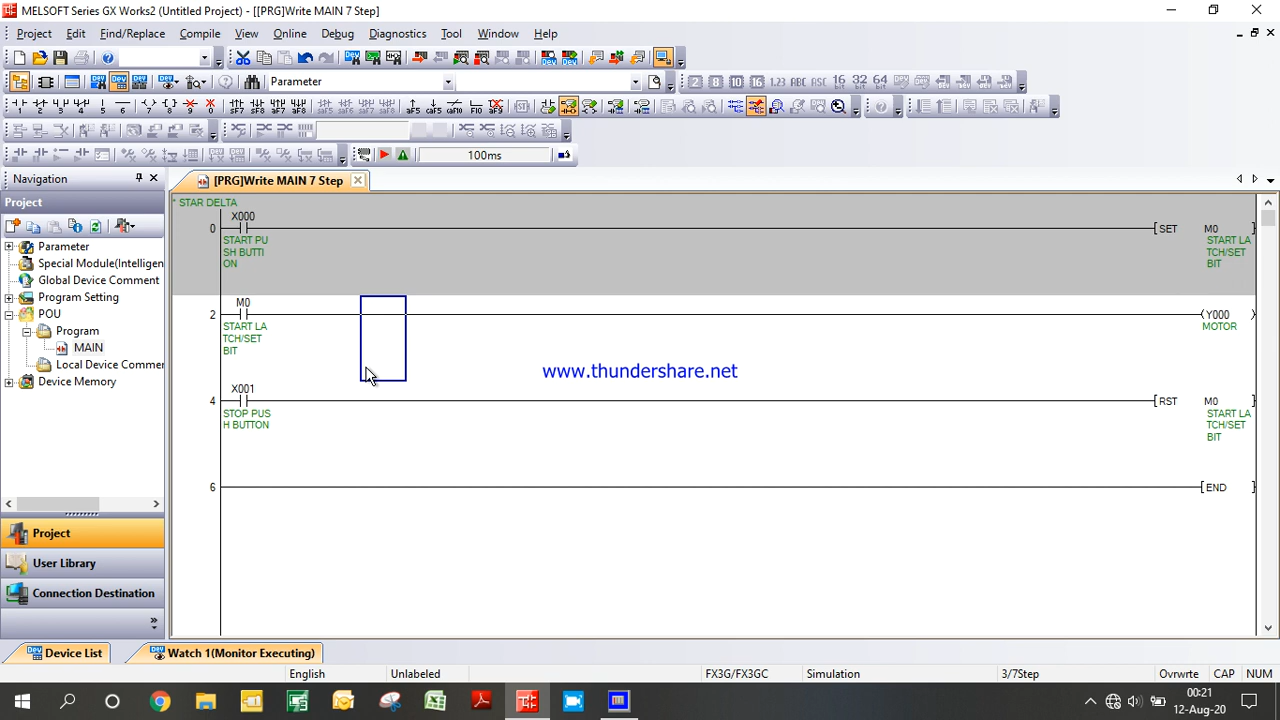 MELSOFT Series GX Works2 (Untitled Project) - [[PRG]Write MAIN 7 Step]
Project Edit Find/Replace Compile View Online Debug Diagnostics Tool Window Help
Parameter
100ms
Navigation
[PRG]Write MAIN 7 Step
Project
Parameter
Special Module(Intelligen
Global Device Comment
Program Setting
POU
Program
MAIN
Local Device Commer
Device Memory
Project
User Library
Connection Destination
* STAR DELTA
X000
0
SET M0
START PU
SH BUTTI
ON
START LA
TCH/SET
BIT
M0
2
Y000
START LA
TCH/SET
BIT
MOTOR
www.thundershare.net
X001
4
RST M0
STOP PUS
H BUTTON
START LA
TCH/SET
BIT
6
END
Device List
Watch 1(Monitor Executing)
English Unlabeled FX3G/FX3GC Simulation 3/7Step Ovrwrte CAP NUM
00:21
12-Aug-20